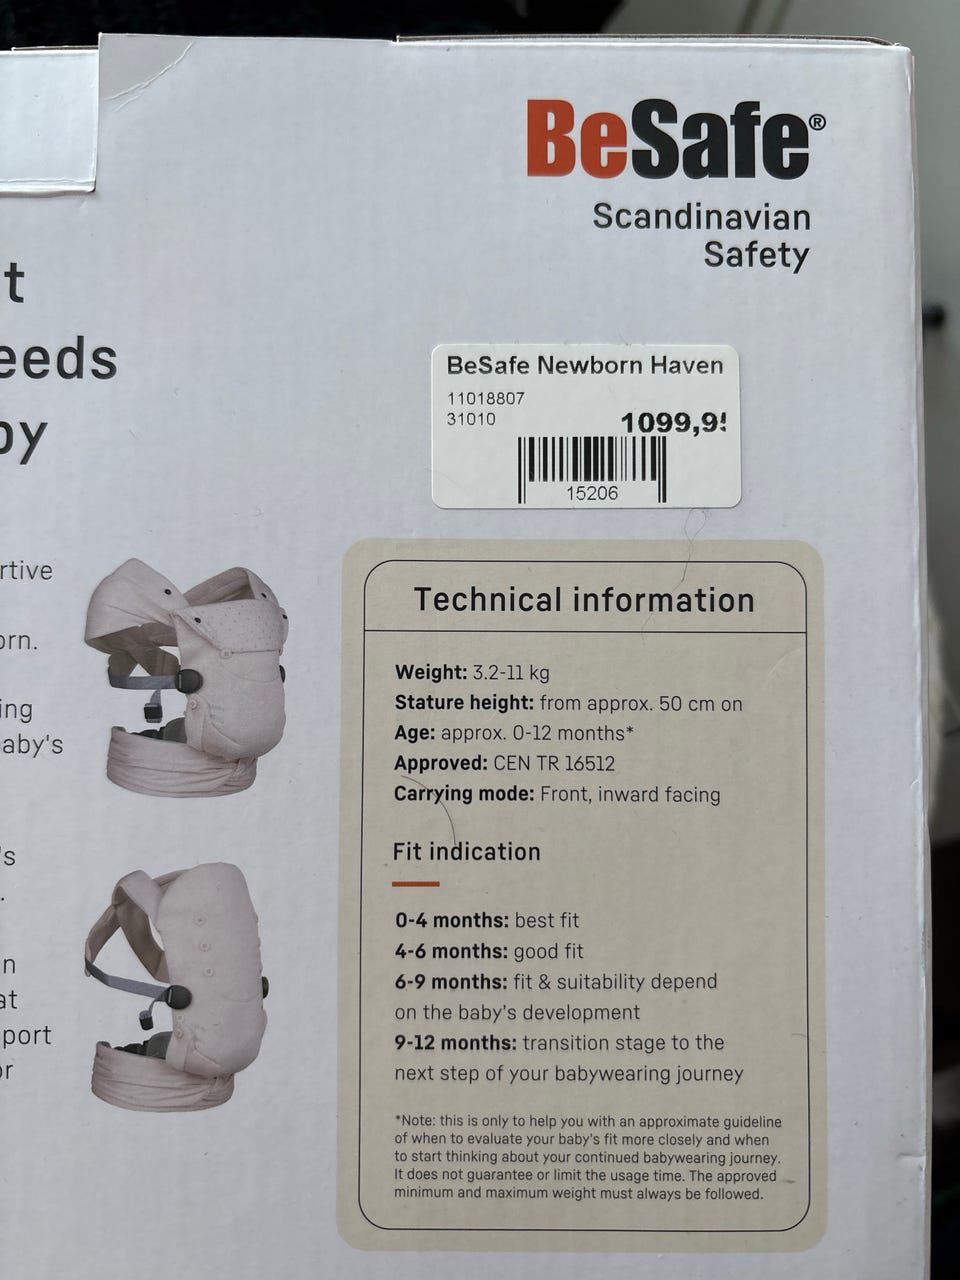 BeSafe®
Scandinavian
Safety
t
eeds
by
BeSafe Newborn Haven
11018807
31010
1099,9
15206
rtive
orn.
ing
aby's
's
.
n
at
port
or
Technical information
Weight: 3.2-11 kg
Stature height: from approx. 50 cm on
Age: approx. 0-12 months*
Approved: CEN TR 16512
Carrying mode: Front, inward facing
Fit indication
0-4 months: best fit
4-6 months: good fit
6-9 months: fit & suitability depend
on the baby's development
9-12 months: transition stage to the
next step of your babywearing journey
*Note: this is only to help you with an approximate guideline
of when to evaluate your baby's fit more closely and when
to start thinking about your continued babywearing journey.
It does not guarantee or limit the usage time. The approved
minimum and maximum weight must always be followed.